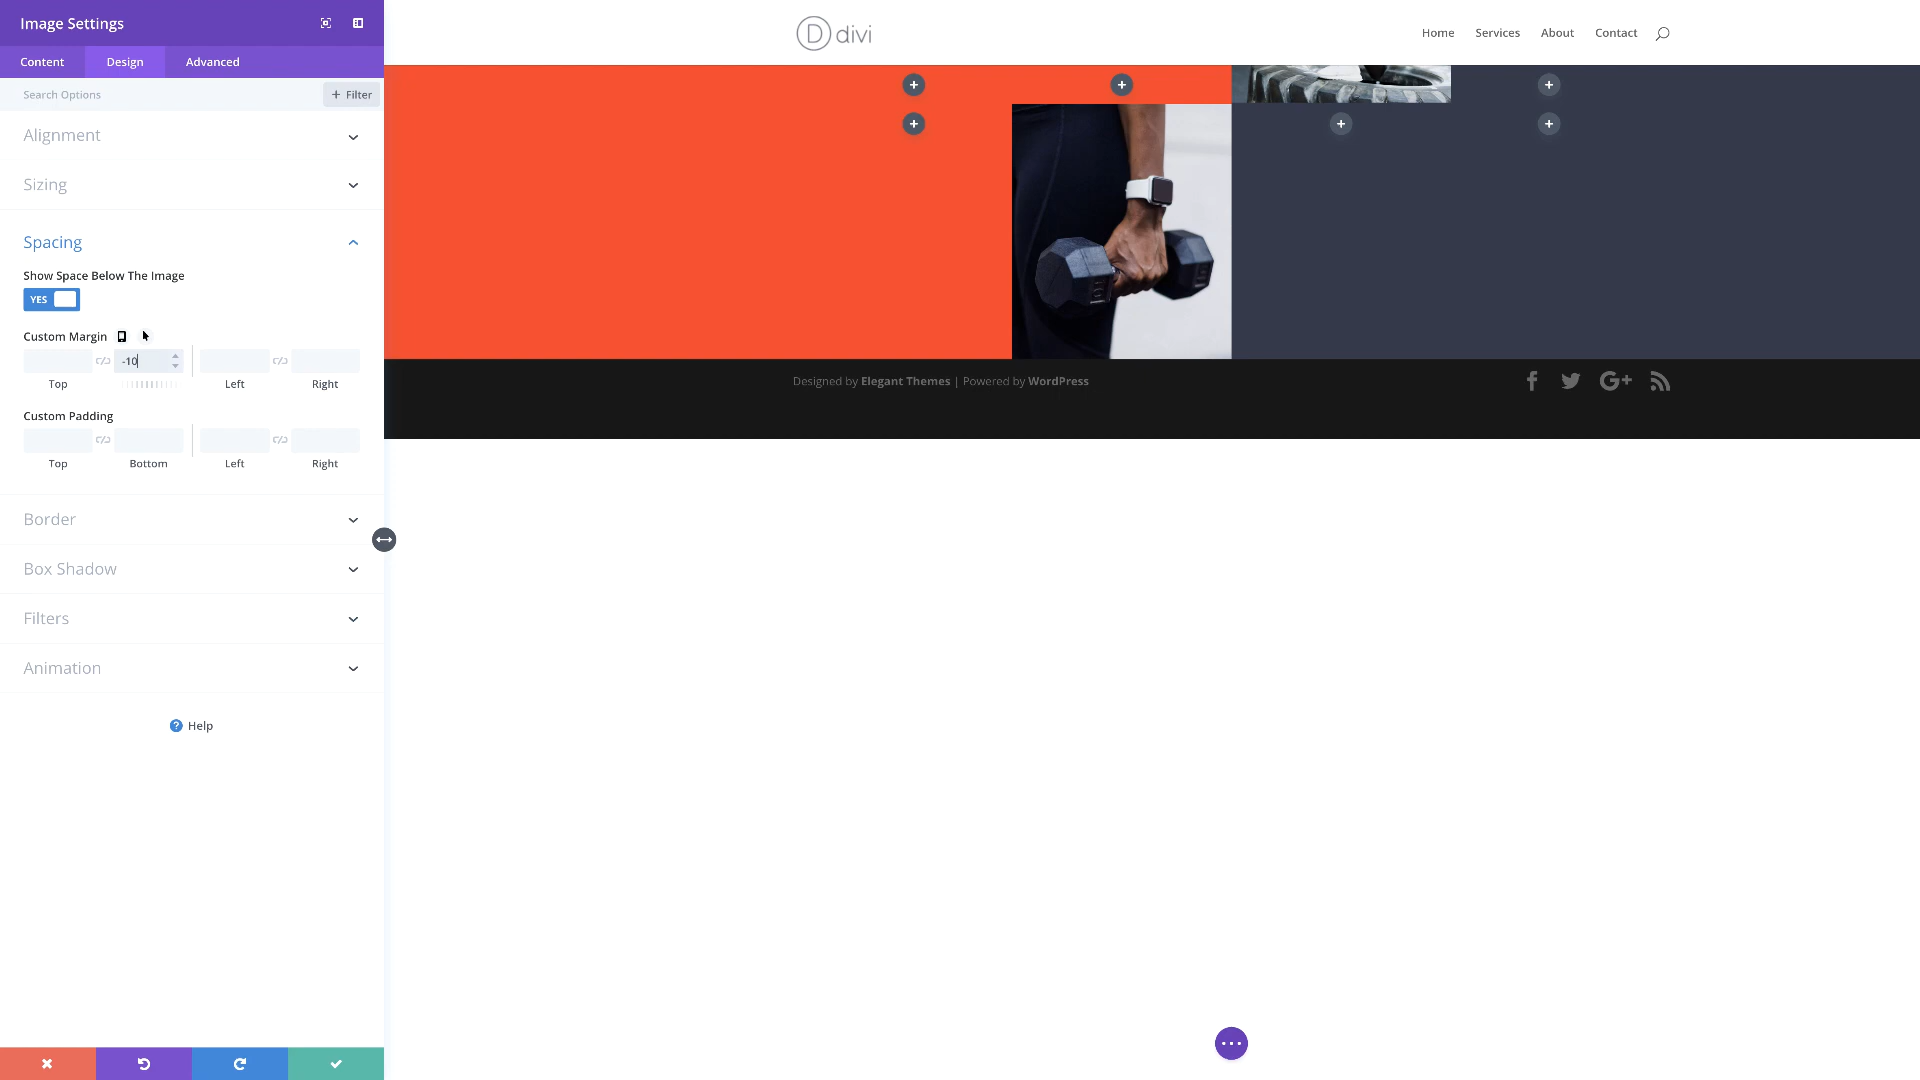 Image Settings
Content Design Advanced
Search Options
+ Filter
Alignment
Sizing
Spacing
Show Space Below The Image
YES
Custom Margin
-10
Top Left Right
Custom Padding
Top Bottom Left Right
Border
Box Shadow
Filters
Animation
? Help
D divi
Home Services About Contact
Designed by Elegant Themes | Powered by WordPress
G+